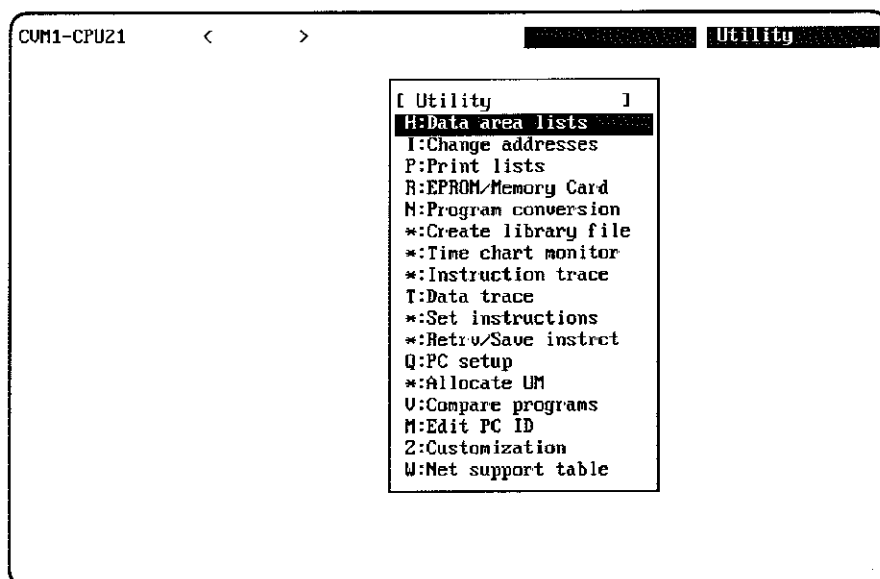 CVM1-CPU21 < > Utility
[ Utility ]
H:Data area lists
I:Change addresses
P:Print lists
R:EPROM/Memory Card
N:Program conversion
*:Create library file
*:Time chart monitor
*:Instruction trace
T:Data trace
*:Set instructions
*:Retrv/Save instrct
Q:PC setup
*:Allocate UM
V:Compare programs
M:Edit PC ID
Z:Customization
W:Net support table